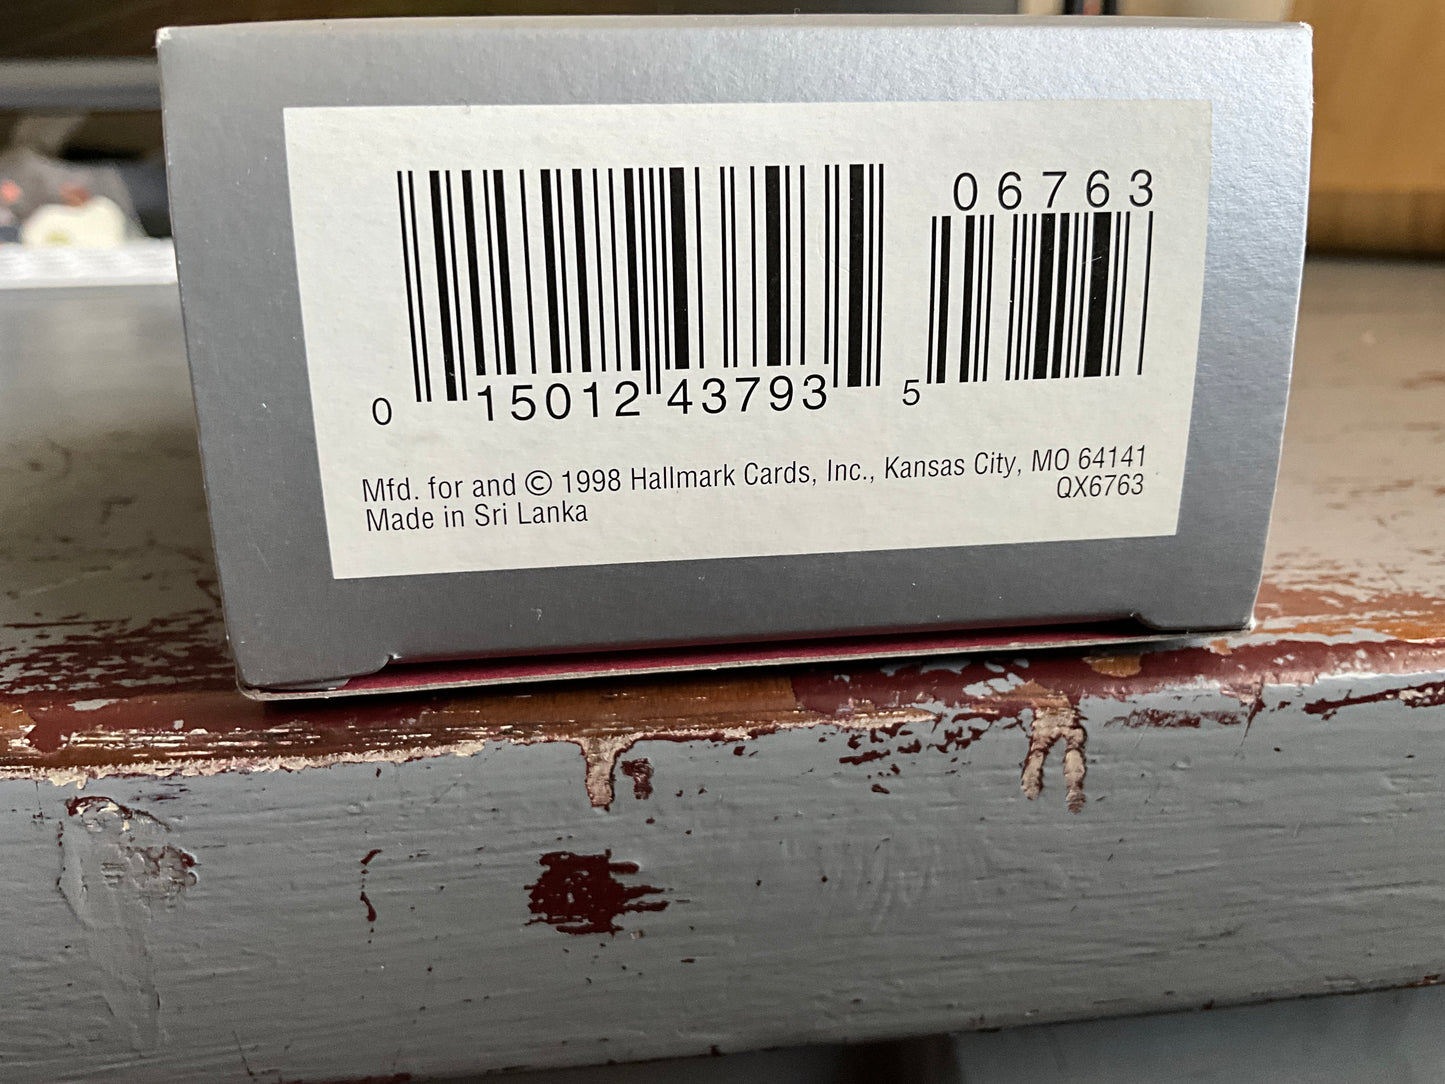 06763
0 15012 43793 5
Mfd. for and © 1998 Hallmark Cards, Inc., Kansas City, MO 64141
QX6763
Made in Sri Lanka